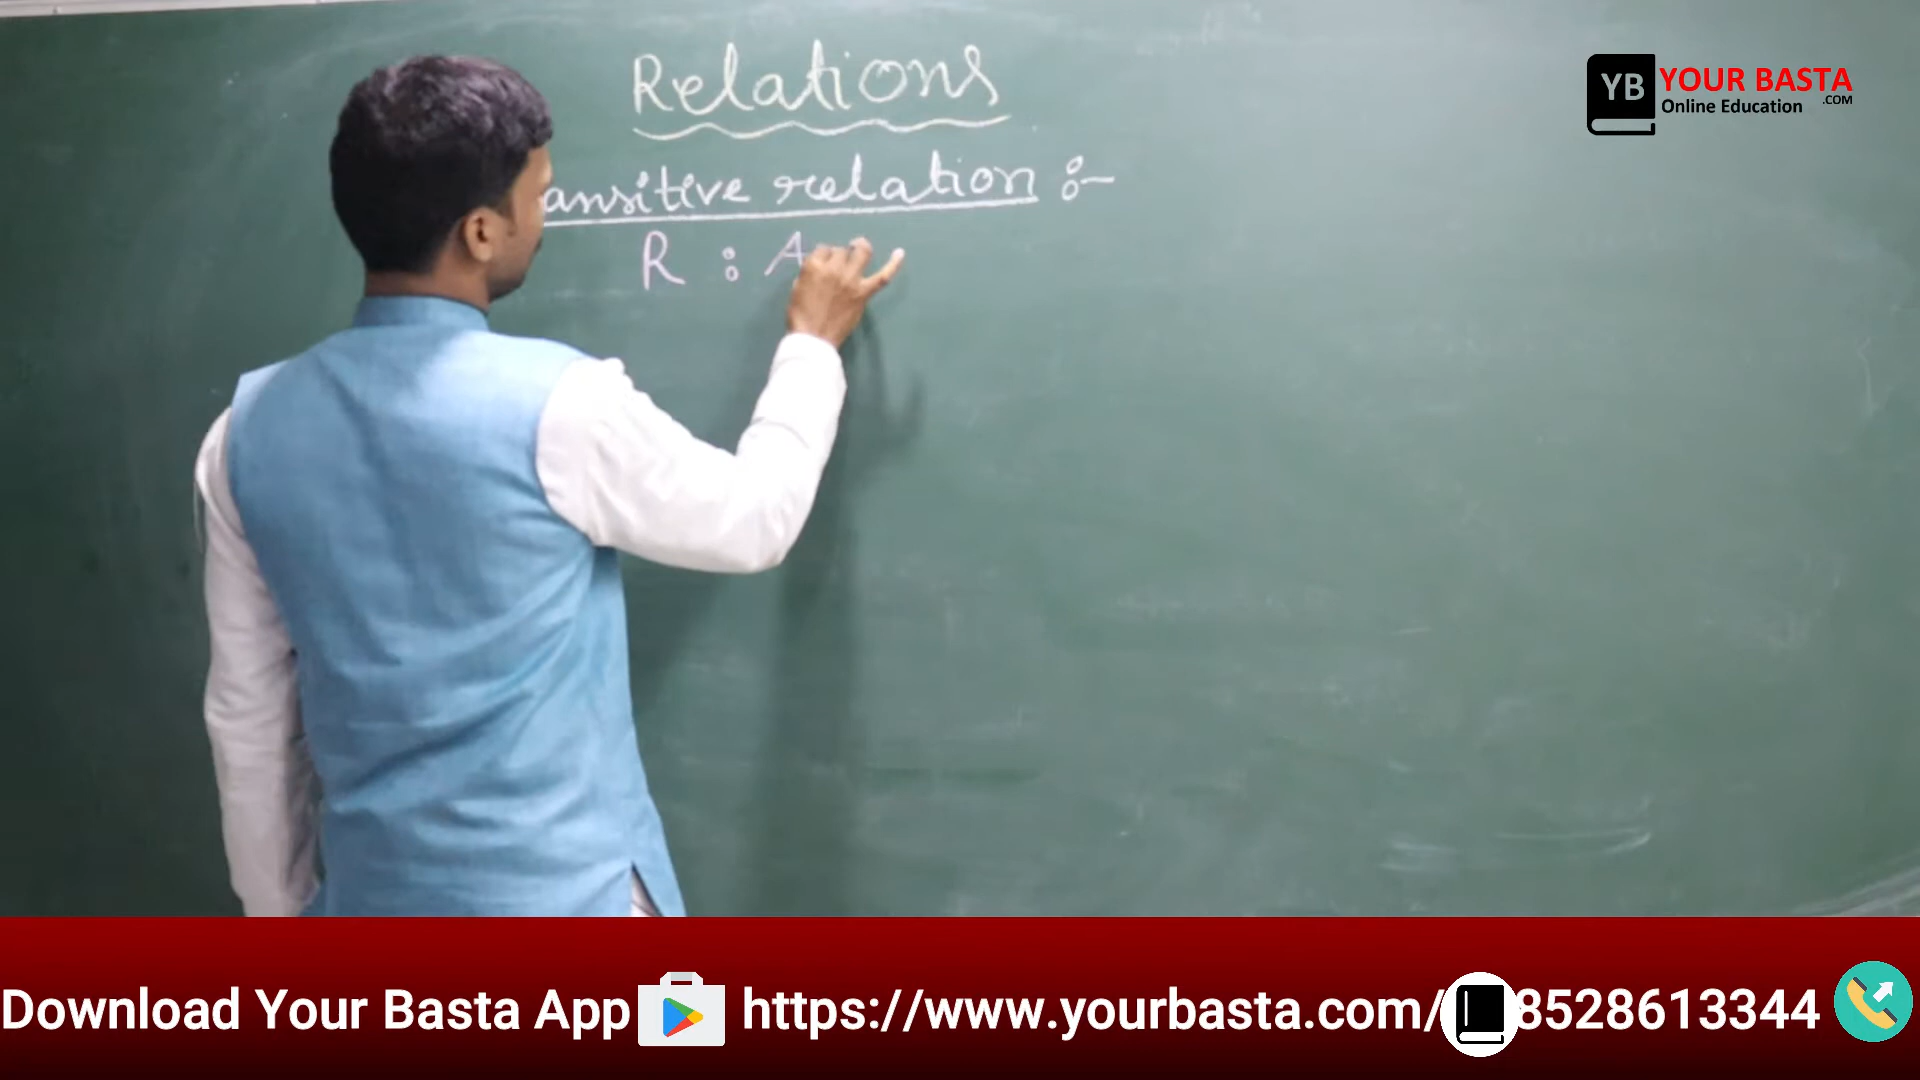 Relations
ansitive relation :-
R : A
YB YOUR BASTA
.COM
Online Education
Download Your Basta App https://www.yourbasta.com/ 8528613344